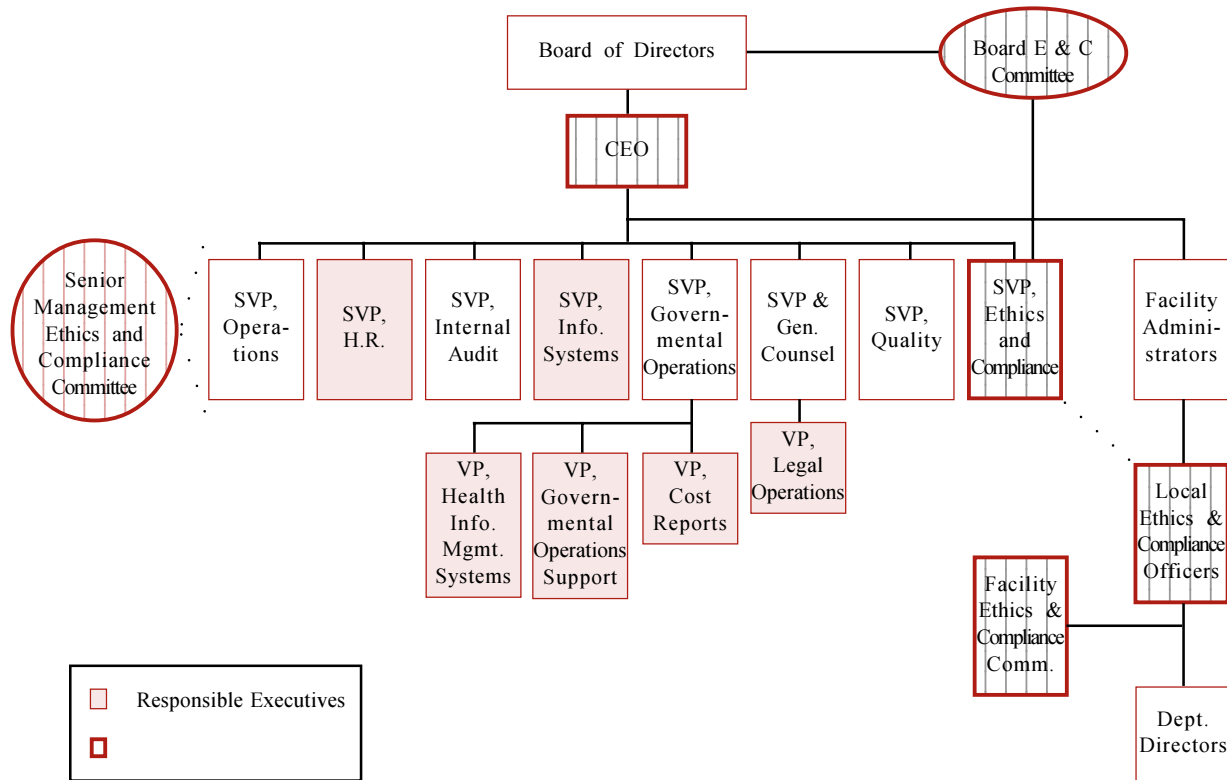 Board of Directors
Board E & C
Committee
CEO
Senior
Management
Ethics and
Compliance
Committee
SVP,
Opera-
tions
SVP,
H.R.
SVP,
Internal
Audit
SVP,
Info.
Systems
SVP,
Govern-
mental
Operations
SVP &
Gen.
Counsel
SVP,
Quality
SVP,
Ethics
and
Compliance
Facility
Admini-
strators
VP,
Health
Info.
Mgmt.
Systems
VP,
Govern-
mental
Operations
Support
VP,
Cost
Reports
VP,
Legal
Operations
Local
Ethics &
Compliance
Officers
Facility
Ethics &
Compliance
Comm.
Dept.
Directors
Responsible Executives